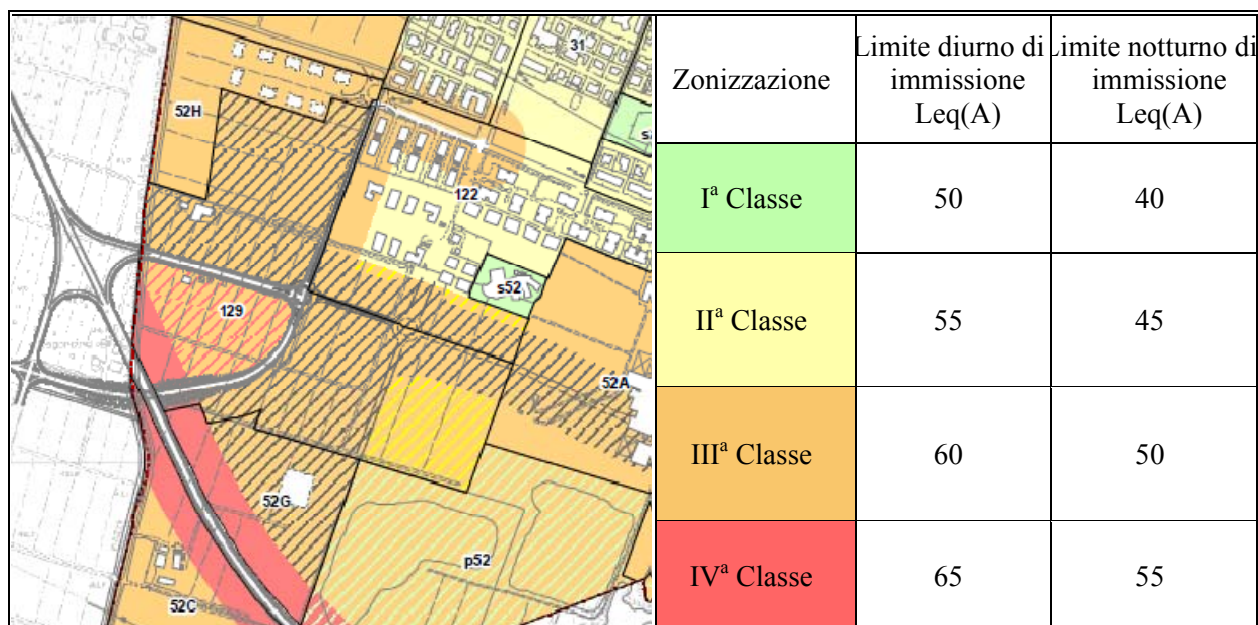 31
52H
122
s52
129
52A
52G
p52
52C
Zonizzazione
Limite diurno di
immissione
Leq(A)
Limite notturno di
immissione
Leq(A)
Iª Classe
50
40
IIª Classe
55
45
IIIª Classe
60
50
IVª Classe
65
55